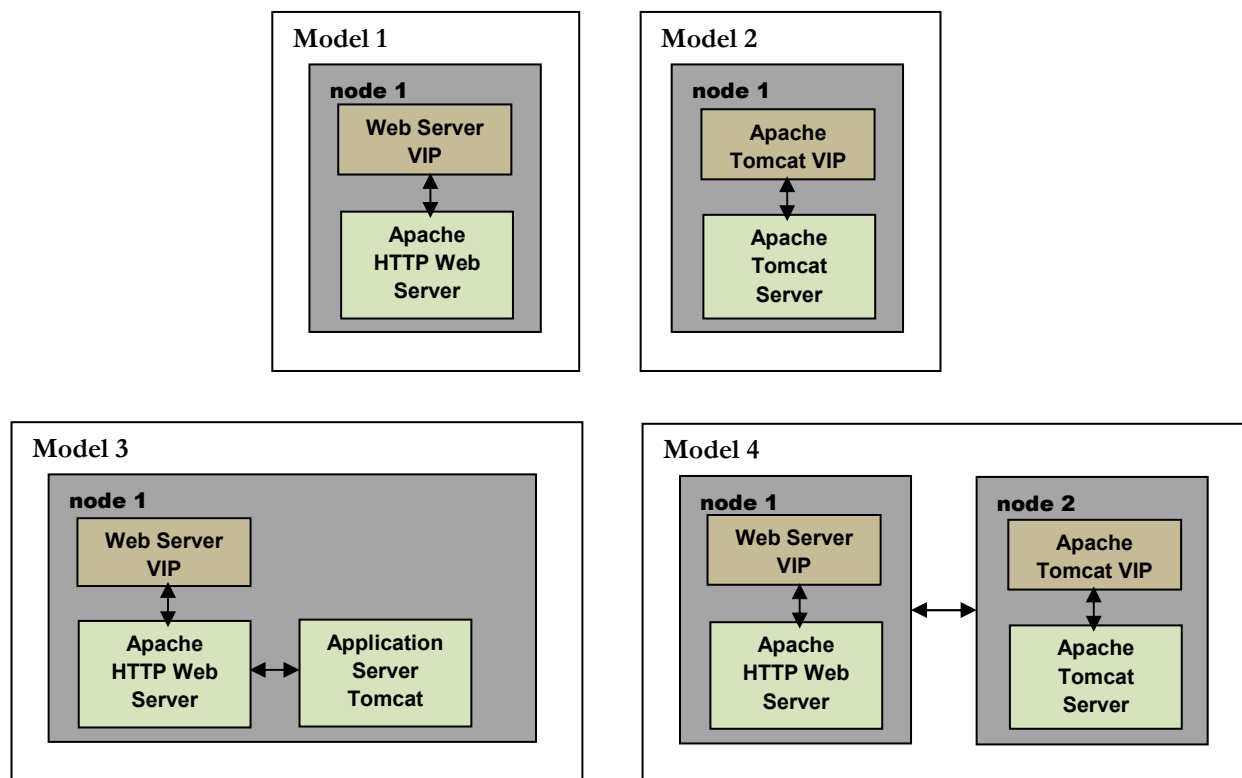 Model 1
node 1
Web Server
VIP
Apache
HTTP Web
Server
Model 2
node 1
Apache
Tomcat VIP
Apache
Tomcat
Server
Model 3
node 1
Web Server
VIP
Apache
HTTP Web
Server
Application
Server
Tomcat
Model 4
node 1
Web Server
VIP
Apache
HTTP Web
Server
node 2
Apache
Tomcat VIP
Apache
Tomcat
Server